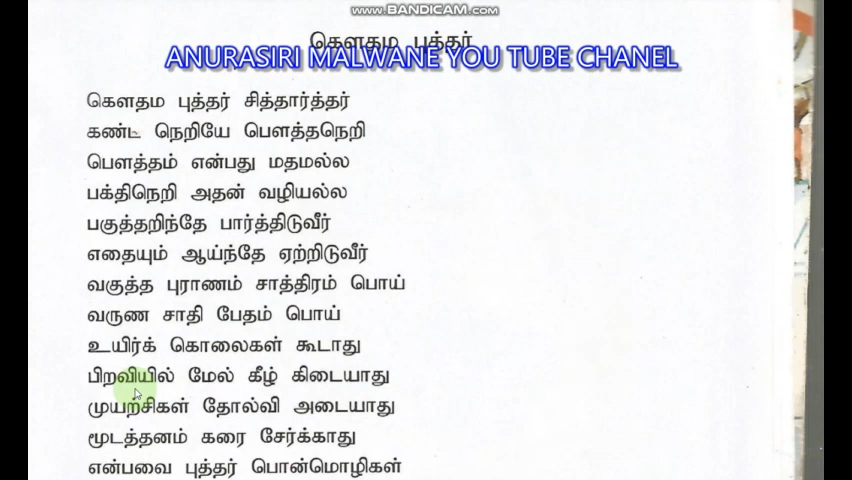 www.BANDICAM.com
கௌதம புத்தர்
ANURASIRI MALWANE YOU TUBE CHANEL
கௌதம புத்தர் சித்தார்த்தர்
கண்ட நெறியே பௌத்தநெறி
பௌத்தம் என்பது மதமல்ல
பக்திநெறி அதன் வழியல்ல
பகுத்தறிந்தே பார்த்திடுவீர்
எதையும் ஆய்ந்தே ஏற்றிடுவீர்
வகுத்த புராணம் சாத்திரம் பொய்
வருண சாதி பேதம் பொய்
உயிர்க் கொலைகள் கூடாது
பிறவியில் மேல் கீழ் கிடையாது
முயற்சிகள் தோல்வி அடையாது
மூடத்தனம் கரை சேர்க்காது
என்பவை புத்தர் பொன்மொழிகள்